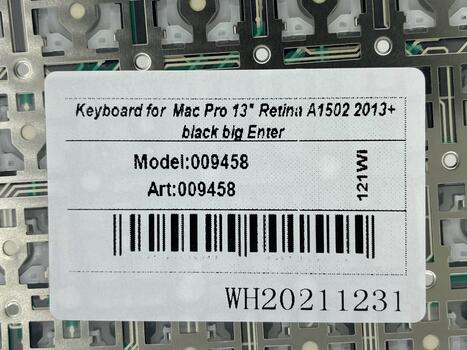 Keyboard for Mac Pro 13" Retina A1502 2013+
black big Enter
Model:009458
Art:009458
121WI
WH20211231